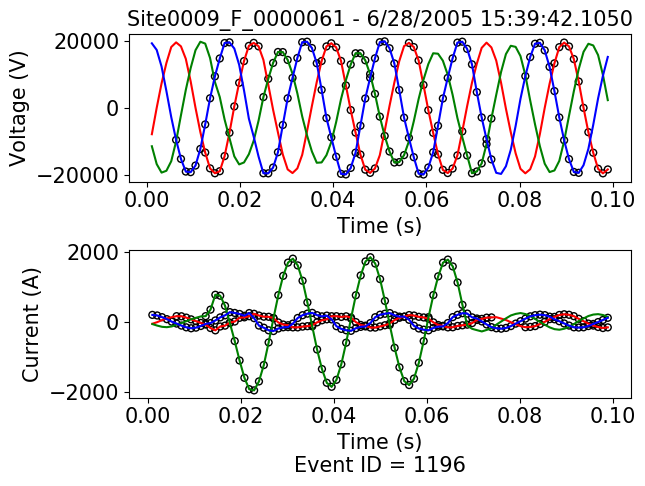 Site0009_F_0000061 - 6/28/2005 15:39:42.1050
20000
0
−20000
Voltage (V)
0.00 0.02 0.04 0.06 0.08 0.10
Time (s)
2000
0
−2000
Current (A)
0.00 0.02 0.04 0.06 0.08 0.10
Time (s)
Event ID = 1196